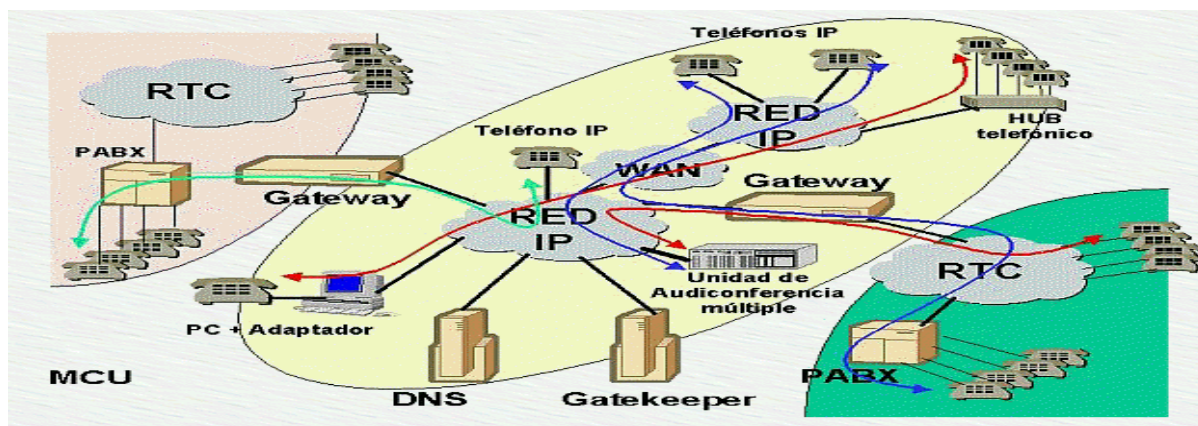 Teléfonos IP
RTC
RED
IP
HUB
telefónico
Teléfono IP
PABX
WAN
Gateway
Gateway
RED
IP
RTC
Unidad de
Audiconferencia
múltiple
PC + Adaptador
PABX
MCU
DNS
Gatekeeper